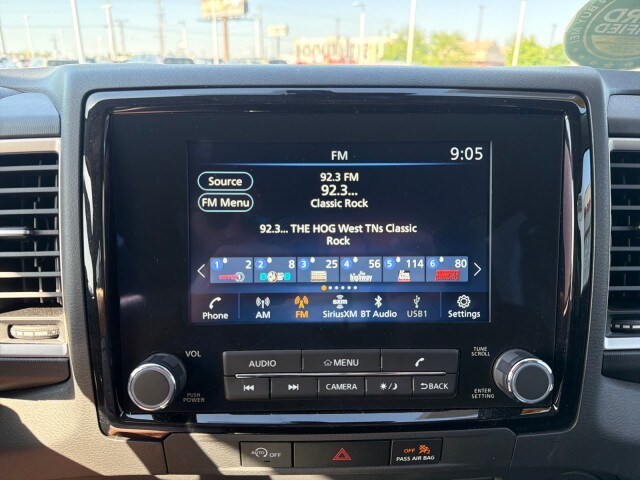 FM 9:05
Source
92.3 FM
92.3...
Classic Rock
FM Menu
92.3... THE HOG West TNs Classic
Rock
1 2 2 8 3 25 4 56 5 114 6 80
highway
Phone AM FM SiriusXM BT Audio USB1 Settings
VOL
AUDIO MENU
TUNE
SCROLL
CAMERA BACK
PUSH
POWER
ENTER
SETTING
AUTO OFF
OFF
PASS AIR BAG